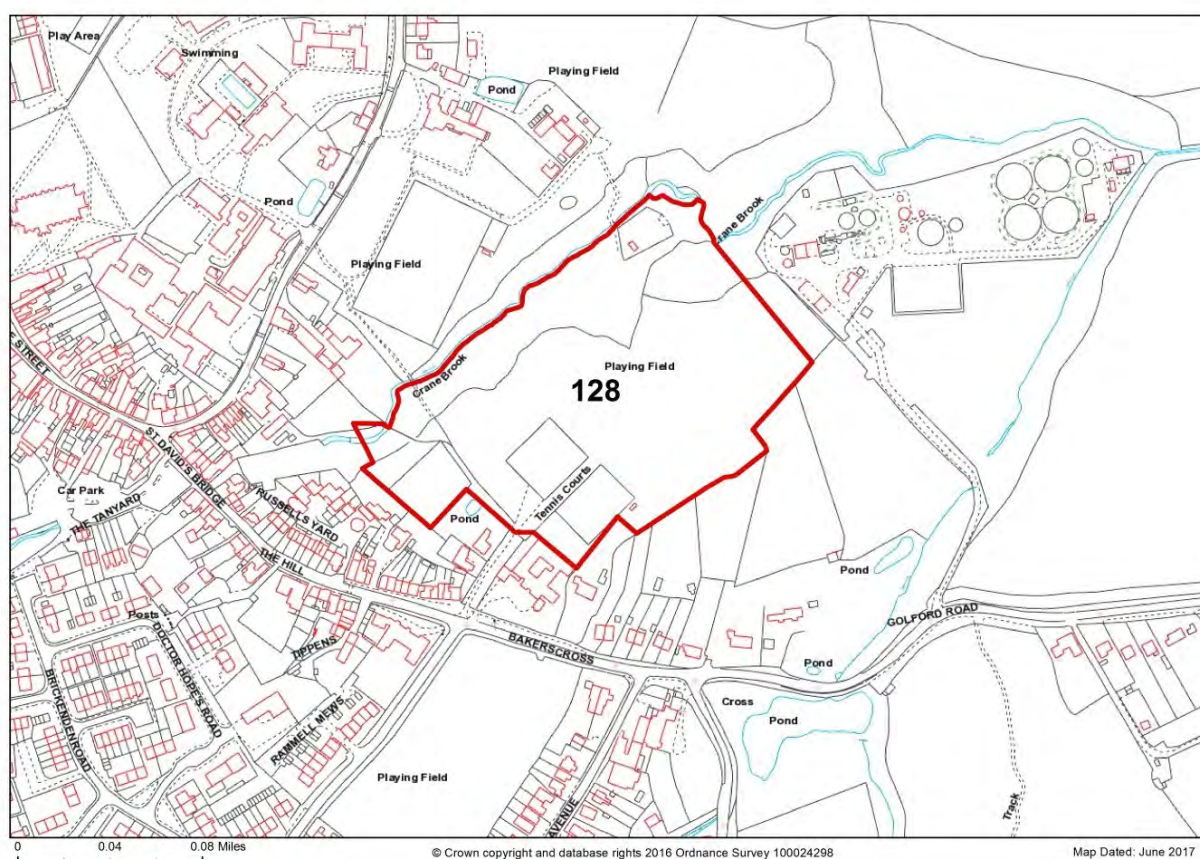 Play Area
Swimming
Playing Field
Pond
Pond
Crane Brook
Playing Field
Playing Field
128
Crane Brook
STREET
ST DAVID'S BRIDGE
Car Park
THE TANYARD
RUSSELLS YARD
Tennis Courts
Pond
THE HILL
Pond
Posts
TIPPENS
DOCTOR HOPE'S ROAD
BAKERSCROSS
GOLFORD ROAD
Pond
BRICKENDENROAD
RAMMELL MEWS
Cross
Pond
Playing Field
AVENUE
Track
0 0.04 0.08 Miles
© Crown copyright and database rights 2016 Ordnance Survey 100024298
Map Dated: June 2017